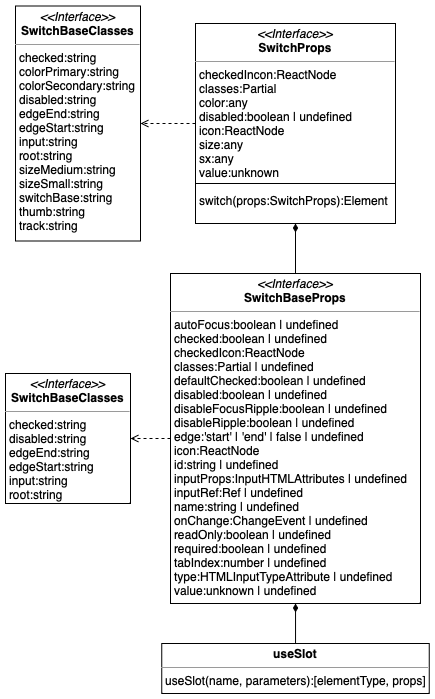 <<Interface>>
SwitchBaseClasses
checked:string
colorPrimary:string
colorSecondary:string
disabled:string
edgeEnd:string
edgeStart:string
input:string
root:string
sizeMedium:string
sizeSmall:string
switchBase:string
thumb:string
track:string
<<Interface>>
SwitchProps
checkedIncon:ReactNode
classes:Partial
color:any
disabled:boolean | undefined
icon:ReactNode
size:any
sx:any
value:unknown
switch(props:SwitchProps):Element
<<Interface>>
SwitchBaseProps
autoFocus:boolean | undefined
checked:boolean | undefined
checkedIcon:ReactNode
classes:Partial | undefined
defaultChecked:boolean | undefined
disabled:boolean | undefined
disableFocusRipple:boolean | undefined
disableRipple:boolean | undefined
edge:'start' | 'end' | false | undefined
icon:ReactNode
id:string | undefined
inputProps:InputHTMLAttributes | undefined
inputRef:Ref | undefined
name:string | undefined
onChange:ChangeEvent | undefined
readOnly:boolean | undefined
required:boolean | undefined
tabIndex:number | undefined
type:HTMLInputTypeAttribute | undefined
value:unknown | undefined
<<Interface>>
SwitchBaseClasses
checked:string
disabled:string
edgeEnd:string
edgeStart:string
input:string
root:string
useSlot
useSlot(name, parameters):[elementType, props]